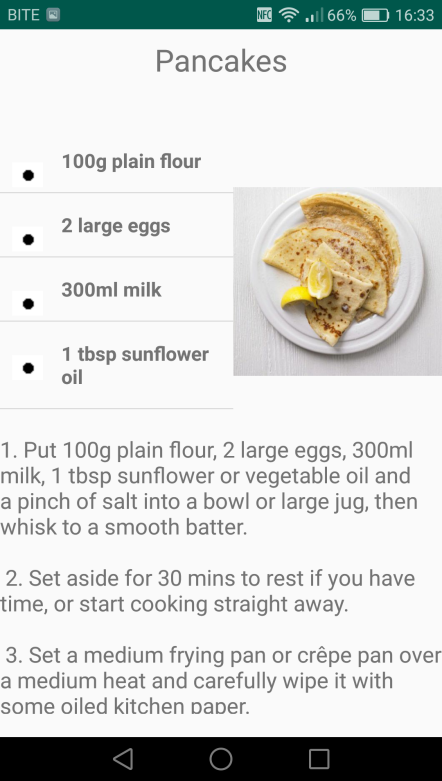 BITE NFC 66% 16:33
Pancakes
100g plain flour
2 large eggs
300ml milk
1 tbsp sunflower
oil
1. Put 100g plain flour, 2 large eggs, 300ml
milk, 1 tbsp sunflower or vegetable oil and
a pinch of salt into a bowl or large jug, then
whisk to a smooth batter.
2. Set aside for 30 mins to rest if you have
time, or start cooking straight away.
3. Set a medium frying pan or crêpe pan over
a medium heat and carefully wipe it with
some oiled kitchen paper.